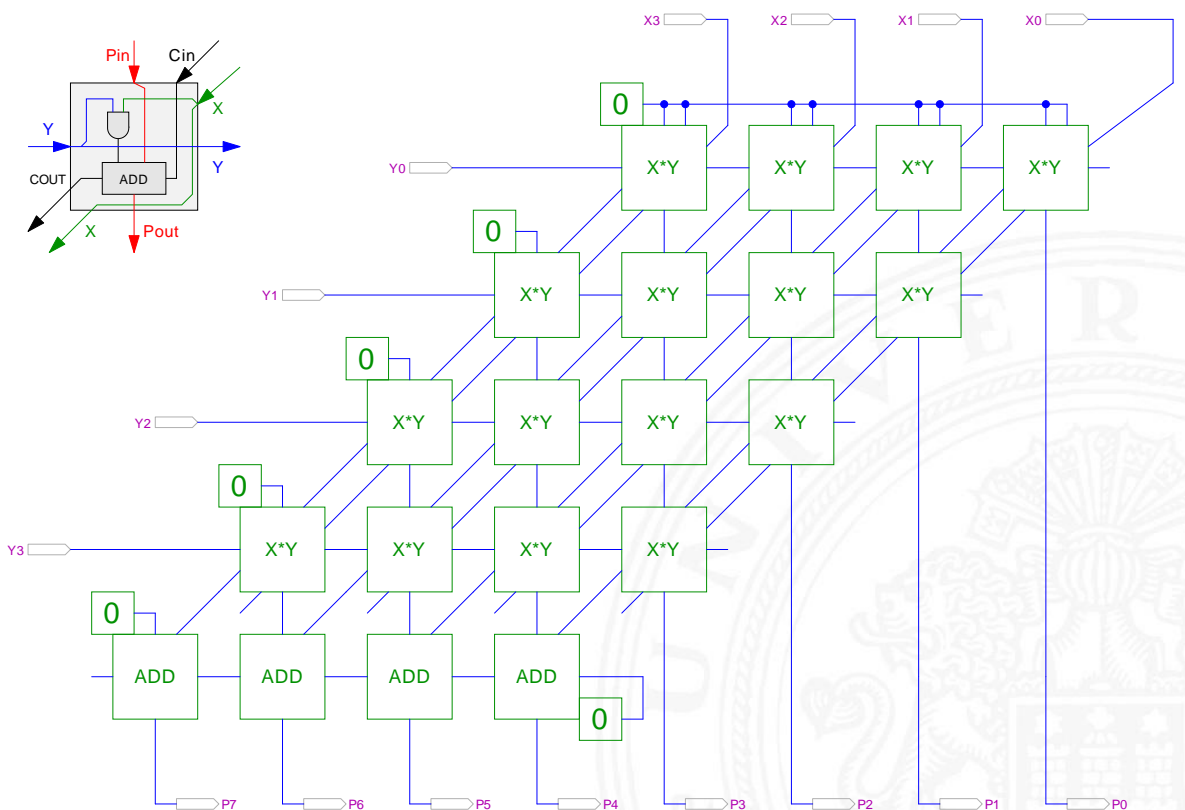 X3 X2 X1 X0
Pin Cin
X
0
Y
Y
COUT
ADD
X
Pout
Y0 X*Y X*Y X*Y X*Y
0
Y1 X*Y X*Y X*Y X*Y
0
Y2 X*Y X*Y X*Y X*Y
0
Y3 X*Y X*Y X*Y X*Y
0
ADD ADD ADD ADD
0
P7 P6 P5 P4 P3 P2 P1 P0
UNIVER